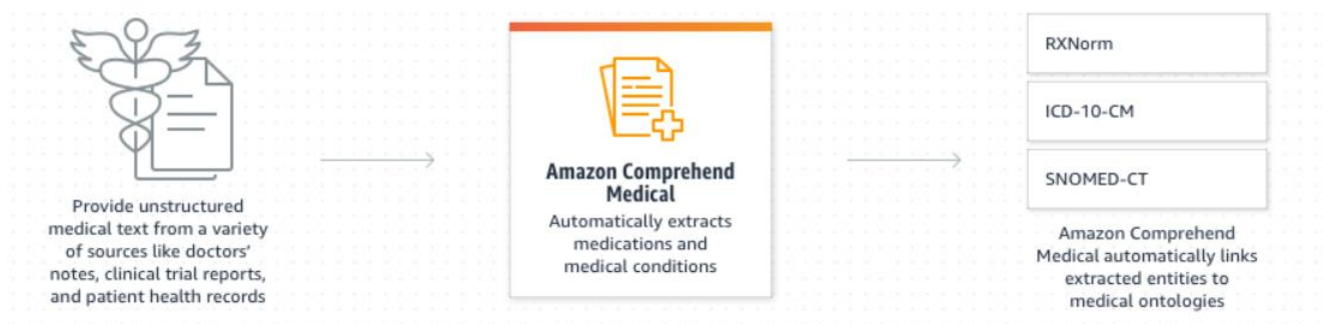 Provide unstructured
medical text from a variety
of sources like doctors'
notes, clinical trial reports,
and patient health records
Amazon Comprehend
Medical
Automatically extracts
medications and
medical conditions
RXNorm
ICD-10-CM
SNOMED-CT
Amazon Comprehend
Medical automatically links
extracted entities to
medical ontologies